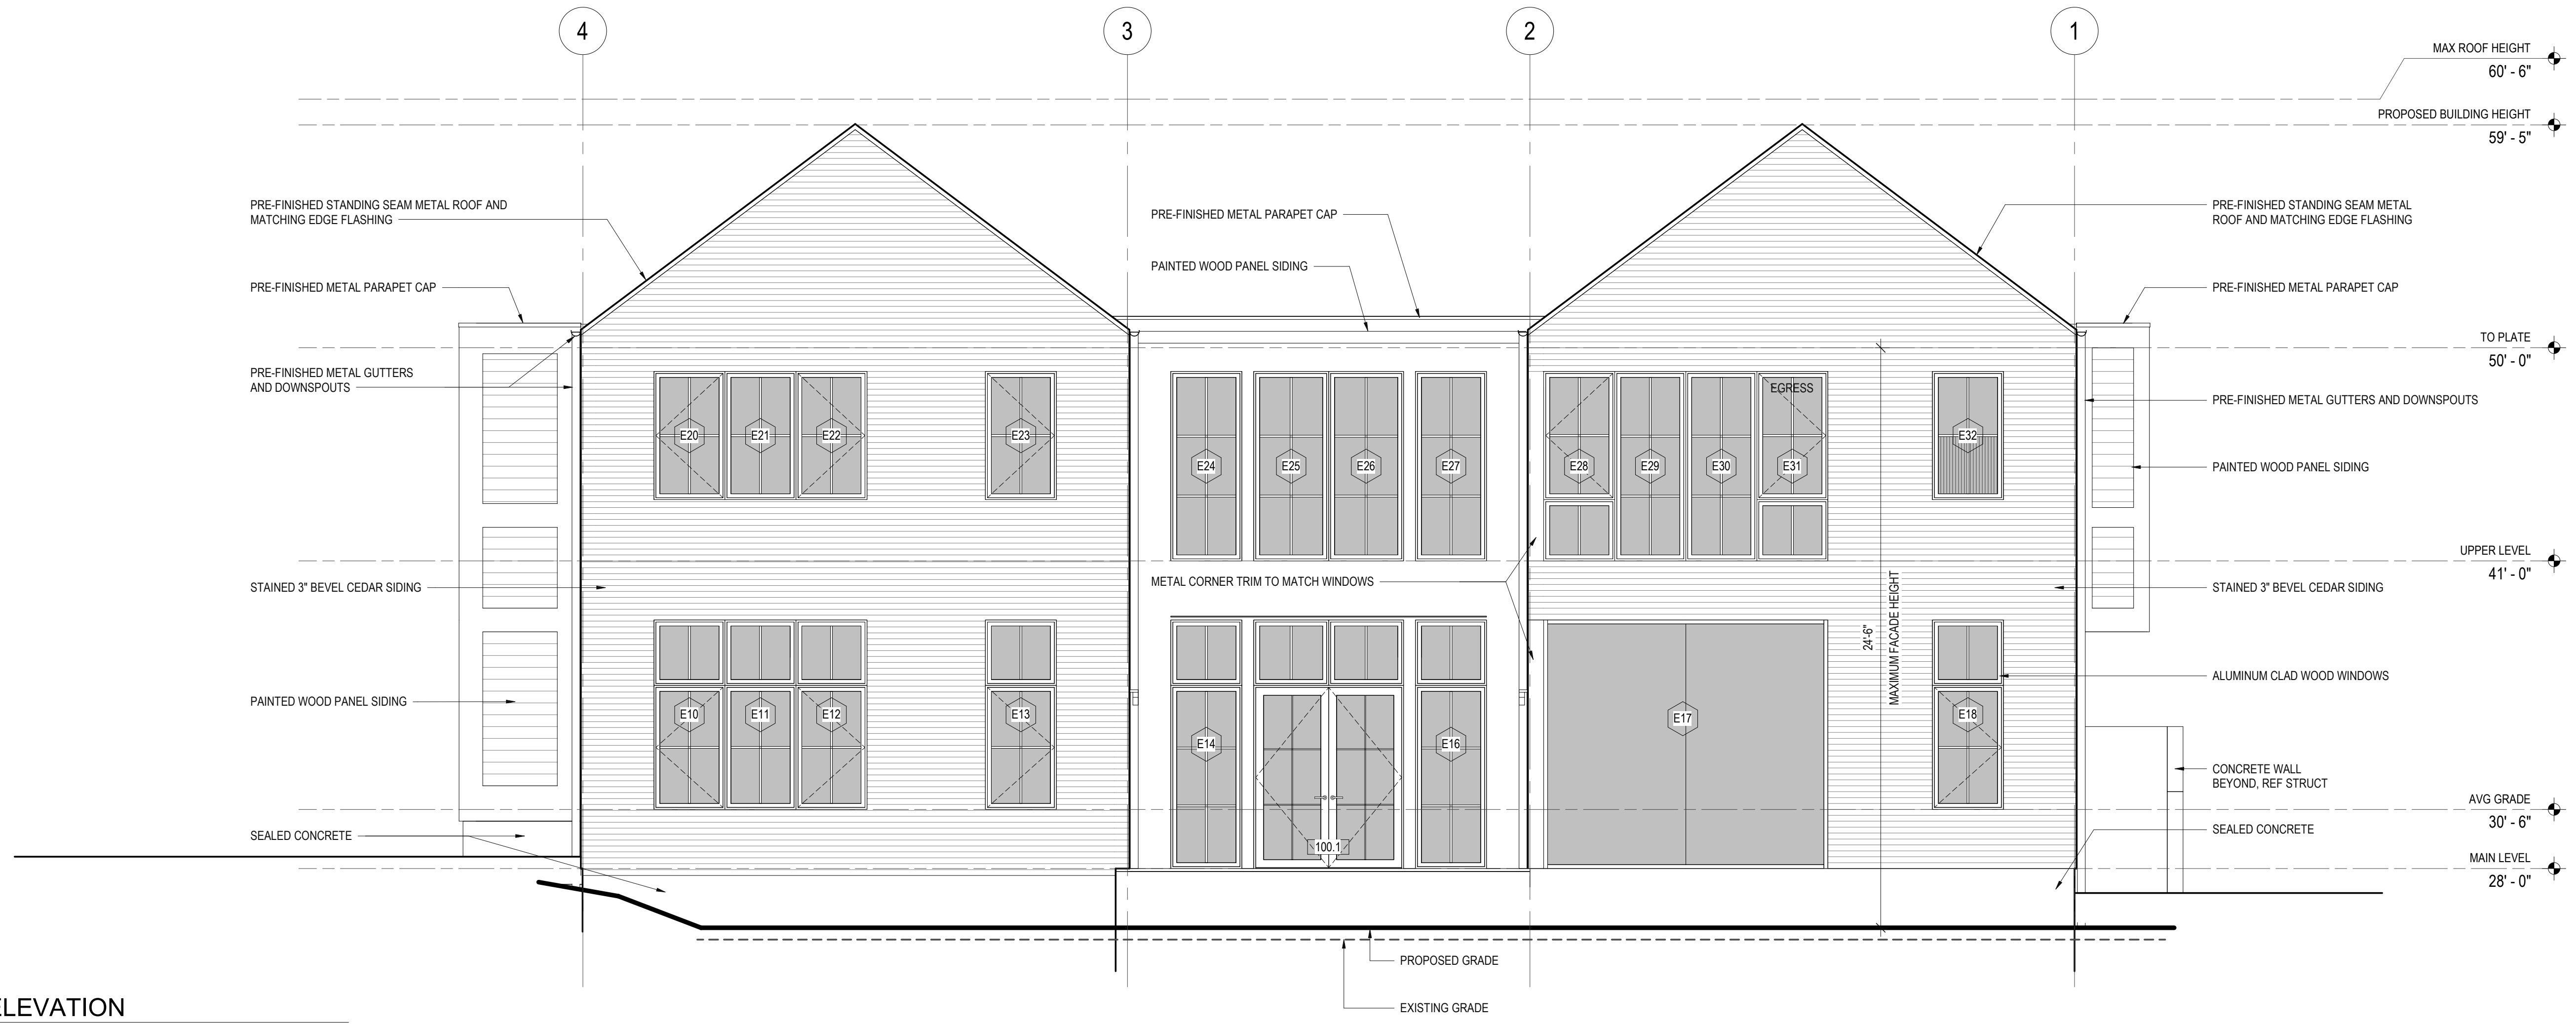 4
3
2
1
MAX ROOF HEIGHT
60' - 6"
PROPOSED BUILDING HEIGHT
59' - 5"
PRE-FINISHED STANDING SEAM METAL ROOF AND
MATCHING EDGE FLASHING
PRE-FINISHED METAL PARAPET CAP
PRE-FINISHED STANDING SEAM METAL
ROOF AND MATCHING EDGE FLASHING
PAINTED WOOD PANEL SIDING
PRE-FINISHED METAL PARAPET CAP
PRE-FINISHED METAL PARAPET CAP
TO PLATE
50' - 0"
PRE-FINISHED METAL GUTTERS
AND DOWNSPOUTS
EGRESS
PRE-FINISHED METAL GUTTERS AND DOWNSPOUTS
E20
E21
E22
E23
E24
E25
E26
E27
E28
E29
E30
E31
E32
PAINTED WOOD PANEL SIDING
UPPER LEVEL
41' - 0"
STAINED 3" BEVEL CEDAR SIDING
METAL CORNER TRIM TO MATCH WINDOWS
STAINED 3" BEVEL CEDAR SIDING
24'-6"
MAXIMUM FACADE HEIGHT
ALUMINUM CLAD WOOD WINDOWS
PAINTED WOOD PANEL SIDING
E10
E11
E12
E13
E14
E16
E17
E18
CONCRETE WALL
BEYOND, REF STRUCT
AVG GRADE
30' - 6"
SEALED CONCRETE
100.1
SEALED CONCRETE
MAIN LEVEL
28' - 0"
PROPOSED GRADE
EXISTING GRADE
ELEVATION